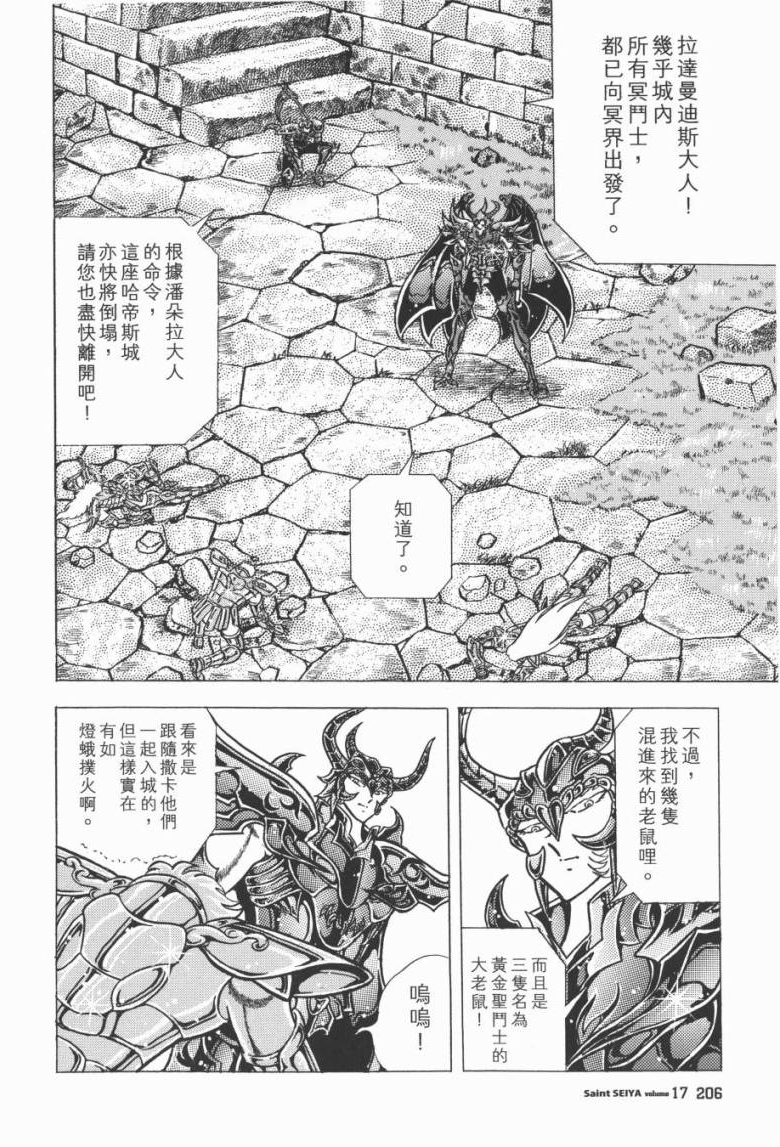 拉達曼迪斯大人！
幾乎城內
所有冥鬥士，
都已向冥界出發了。
根據潘朵拉大人
的命令，
這座哈帝斯城
亦快將倒塌，
請您也盡快離開吧！
知道了。
不過，
我找到幾隻
混進來的老鼠哩。
而且是
三隻名為
黃金聖鬥士的
大老鼠！
看來是
跟隨撒卡他們
一起入城的，
但這樣實在
有如
燈蛾撲火啊。
嗚嗚！
Saint SEIYA volume 17 206